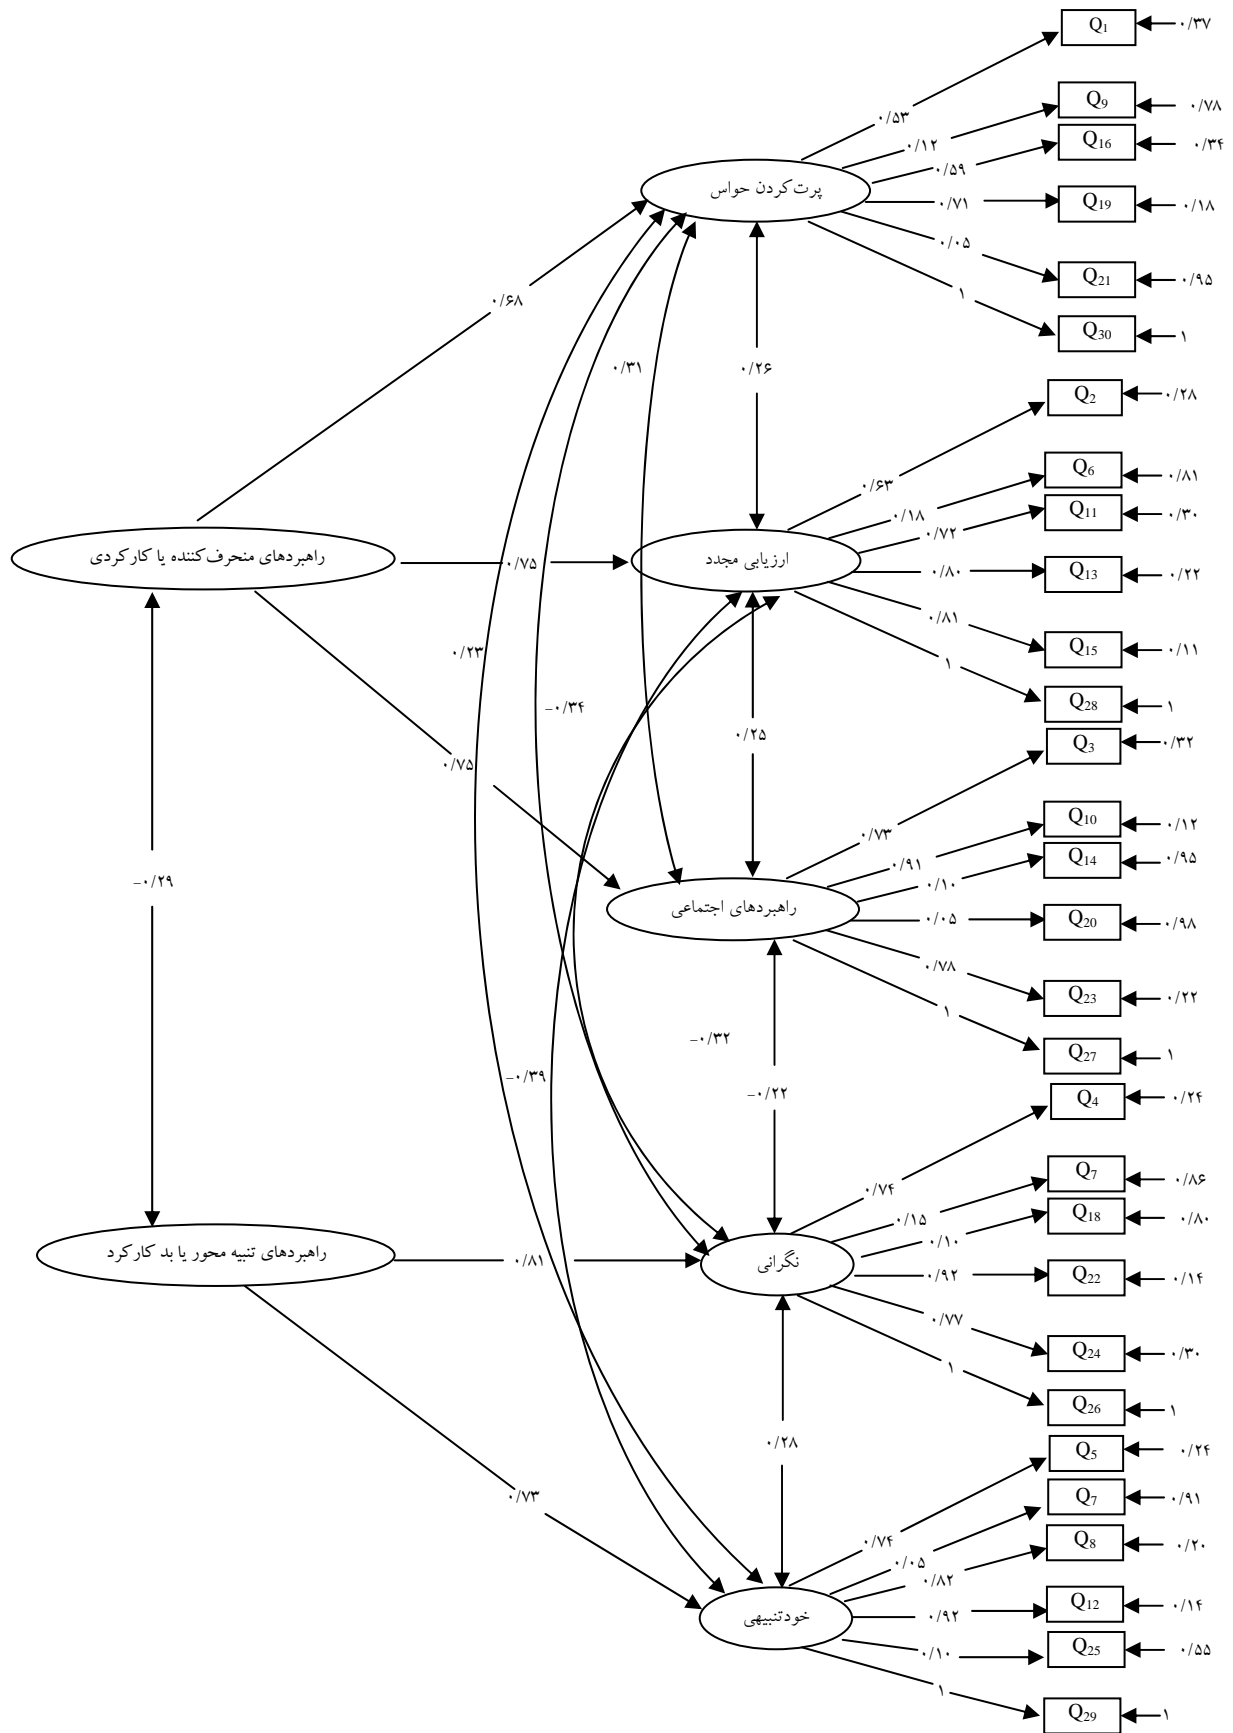 Q1
۰/۳۷
۰/۵۳
Q9
۰/۷۸
۰/۱۲
Q16
۰/۳۴
۰/۵۹
پرت‌کردن حواس
۰/۷۱
Q19
۰/۱۸
۰/۰۵
Q21
۰/۹۵
۱
Q30
۱
۰/۶۸
۰/۳۱
۰/۲۶
Q2
۰/۲۸
۰/۶۳
Q6
۰/۸۱
۰/۱۸
Q11
۰/۳۰
۰/۷۲
راهبردهای منحرف‌کننده یا کارکردی
۰/۷۵
ارزیابی مجدد
۰/۸۰
Q13
۰/۲۲
۰/۸۱
Q15
۰/۱۱
۱
Q28
۱
۰/۲۳
-۰/۳۴
۰/۲۵
۰/۷۵
Q3
۰/۳۲
۰/۷۳
Q10
۰/۱۲
۰/۹۱
Q14
۰/۹۵
۰/۱۰
-۰/۲۹
راهبردهای اجتماعی
۰/۰۵
Q20
۰/۹۸
۰/۷۸
Q23
۰/۲۲
۱
Q27
۱
-۰/۳۲
-۰/۳۹
-۰/۲۲
Q4
۰/۲۴
۰/۷۴
Q7
۰/۸۶
۰/۱۵
Q18
۰/۸۰
۰/۱۰
راهبردهای تنبیه محور یا بد کارکرد
۰/۸۱
نگرانی
۰/۹۲
Q22
۰/۱۴
۰/۷۷
Q24
۰/۳۰
۱
Q26
۱
۰/۲۸
Q5
۰/۲۴
۰/۷۴
۰/۷۳
Q7
۰/۹۱
۰/۰۵
Q8
۰/۲۰
۰/۸۲
خودتنبیهی
۰/۹۲
Q12
۰/۱۴
۰/۱۰
Q25
۰/۵۵
۱
Q29
۱